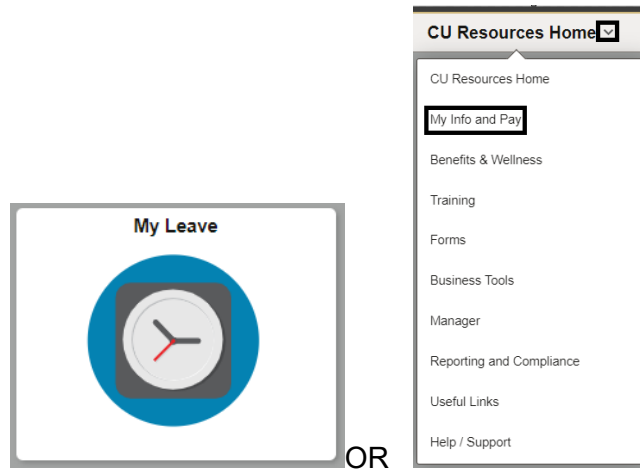 My Leave
OR
CU Resources Home
CU Resources Home
My Info and Pay
Benefits & Wellness
Training
Forms
Business Tools
Manager
Reporting and Compliance
Useful Links
Help / Support